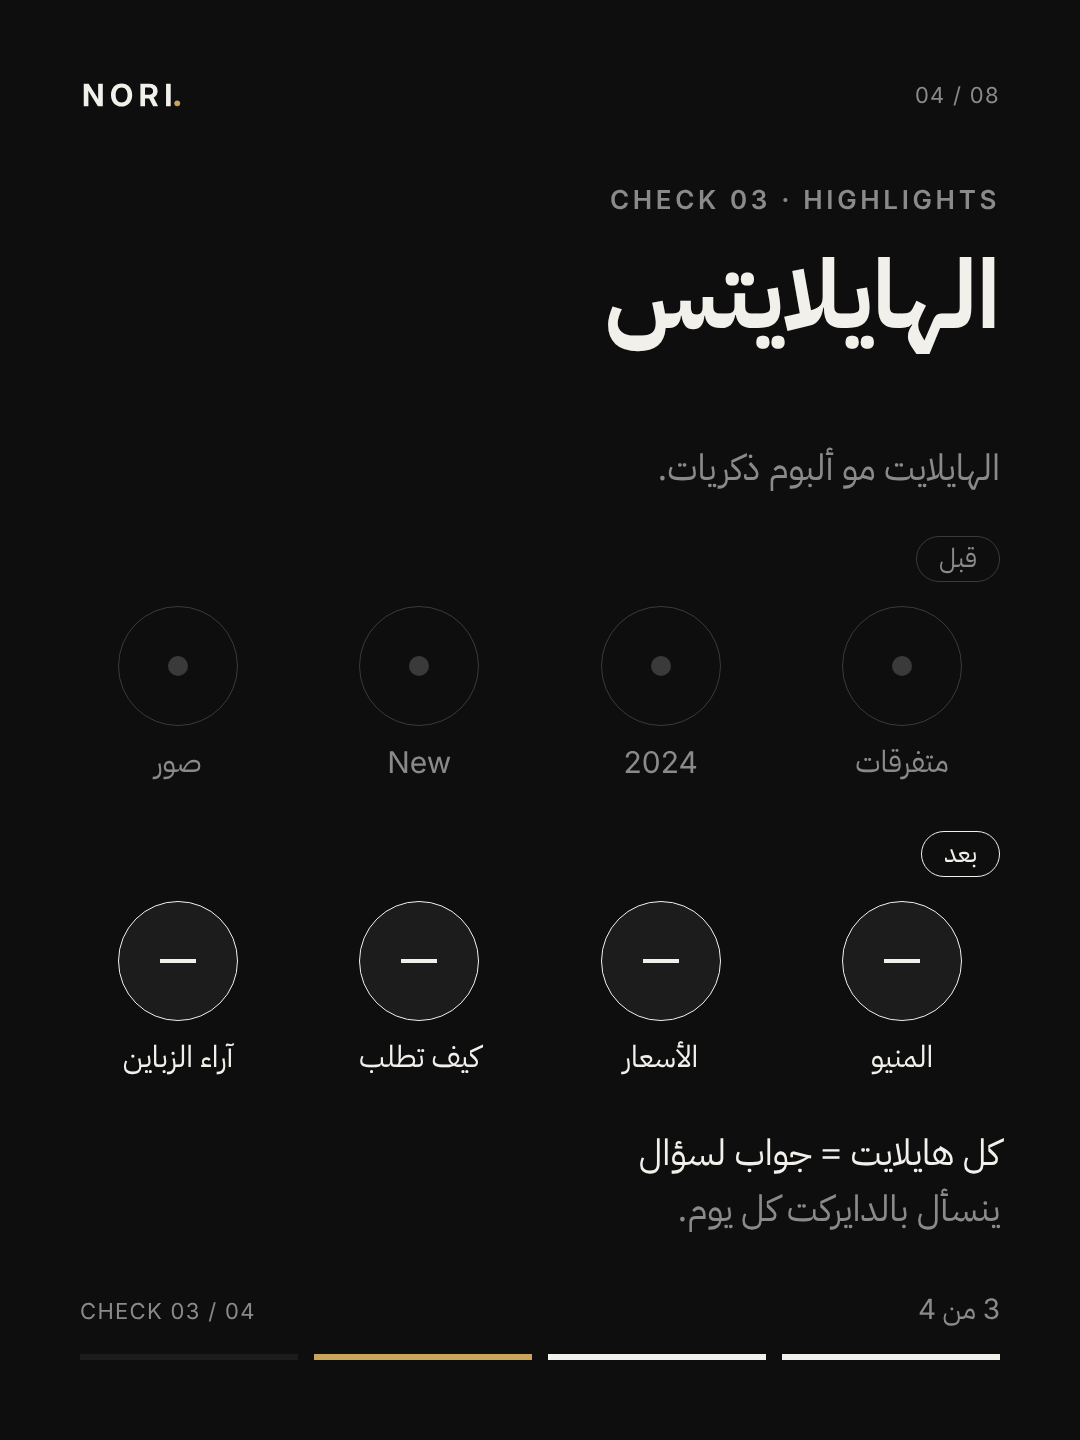 NORI.
04 / 08
CHECK 03 · HIGHLIGHTS
الهايلايتس
الهايلايت مو ألبوم ذكريات.
قبل
متفرقات
2024
New
صور
بعد
المنيو
الأسعار
كيف تطلب
آراء الزباين
كل هايلايت = جواب لسؤال
ينسأل بالدايركت كل يوم.
3 من 4
CHECK 03 / 04